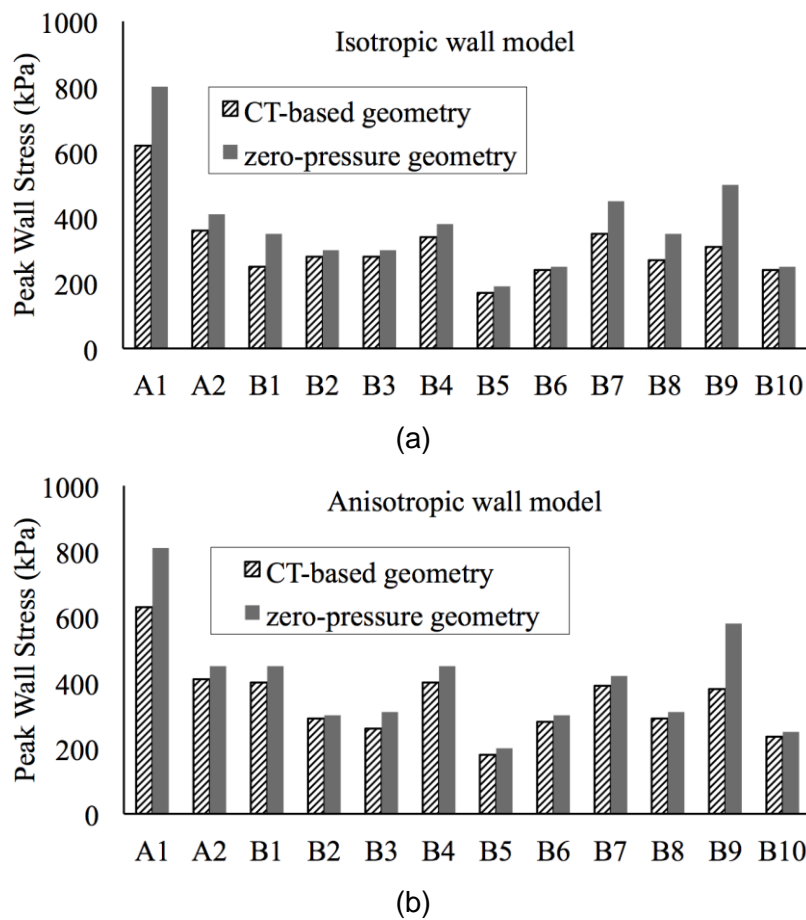 1000
Isotropic wall model
800
CT-based geometry
zero-pressure geometry
600
400
200
0
Peak Wall Stress (kPa)
A1 A2 B1 B2 B3 B4 B5 B6 B7 B8 B9 B10
(a)
1000
Anisotropic wall model
800
CT-based geometry
zero-pressure geometry
600
400
200
0
Peak Wall Stress (kPa)
A1 A2 B1 B2 B3 B4 B5 B6 B7 B8 B9 B10
(b)